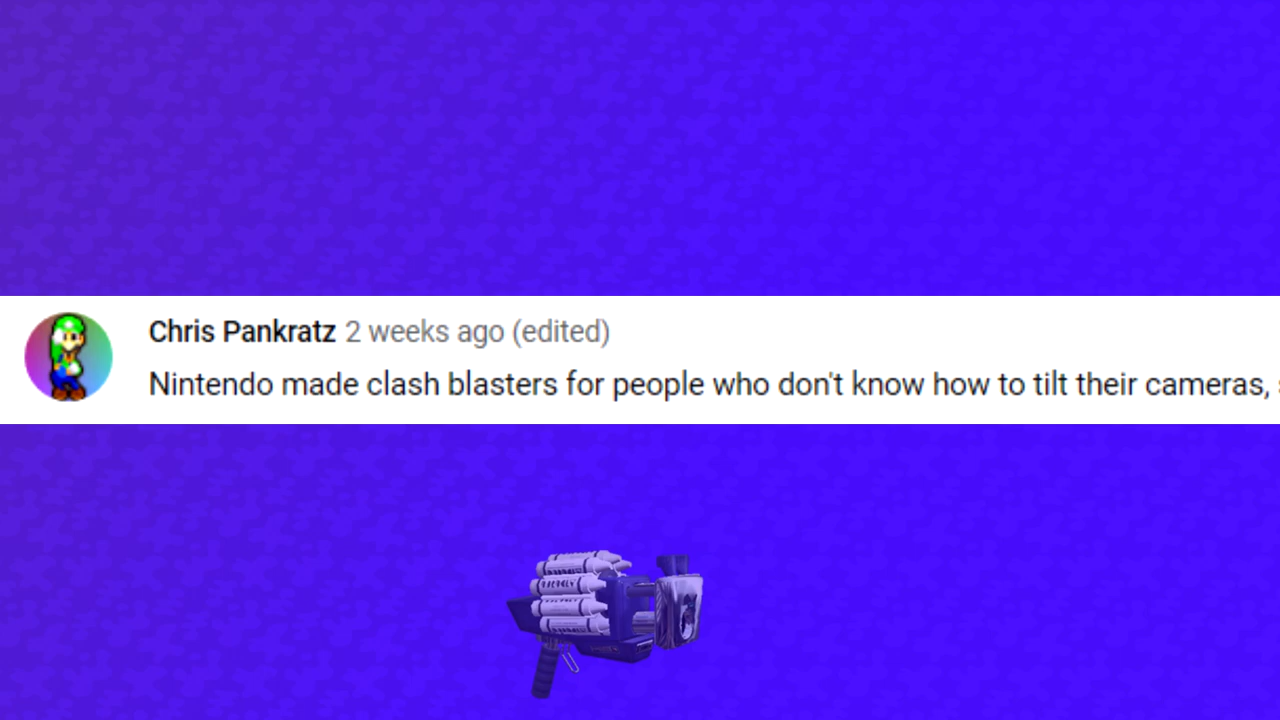 Chris Pankratz 2 weeks ago (edited)
Nintendo made clash blasters for people who don't know how to tilt their cameras,